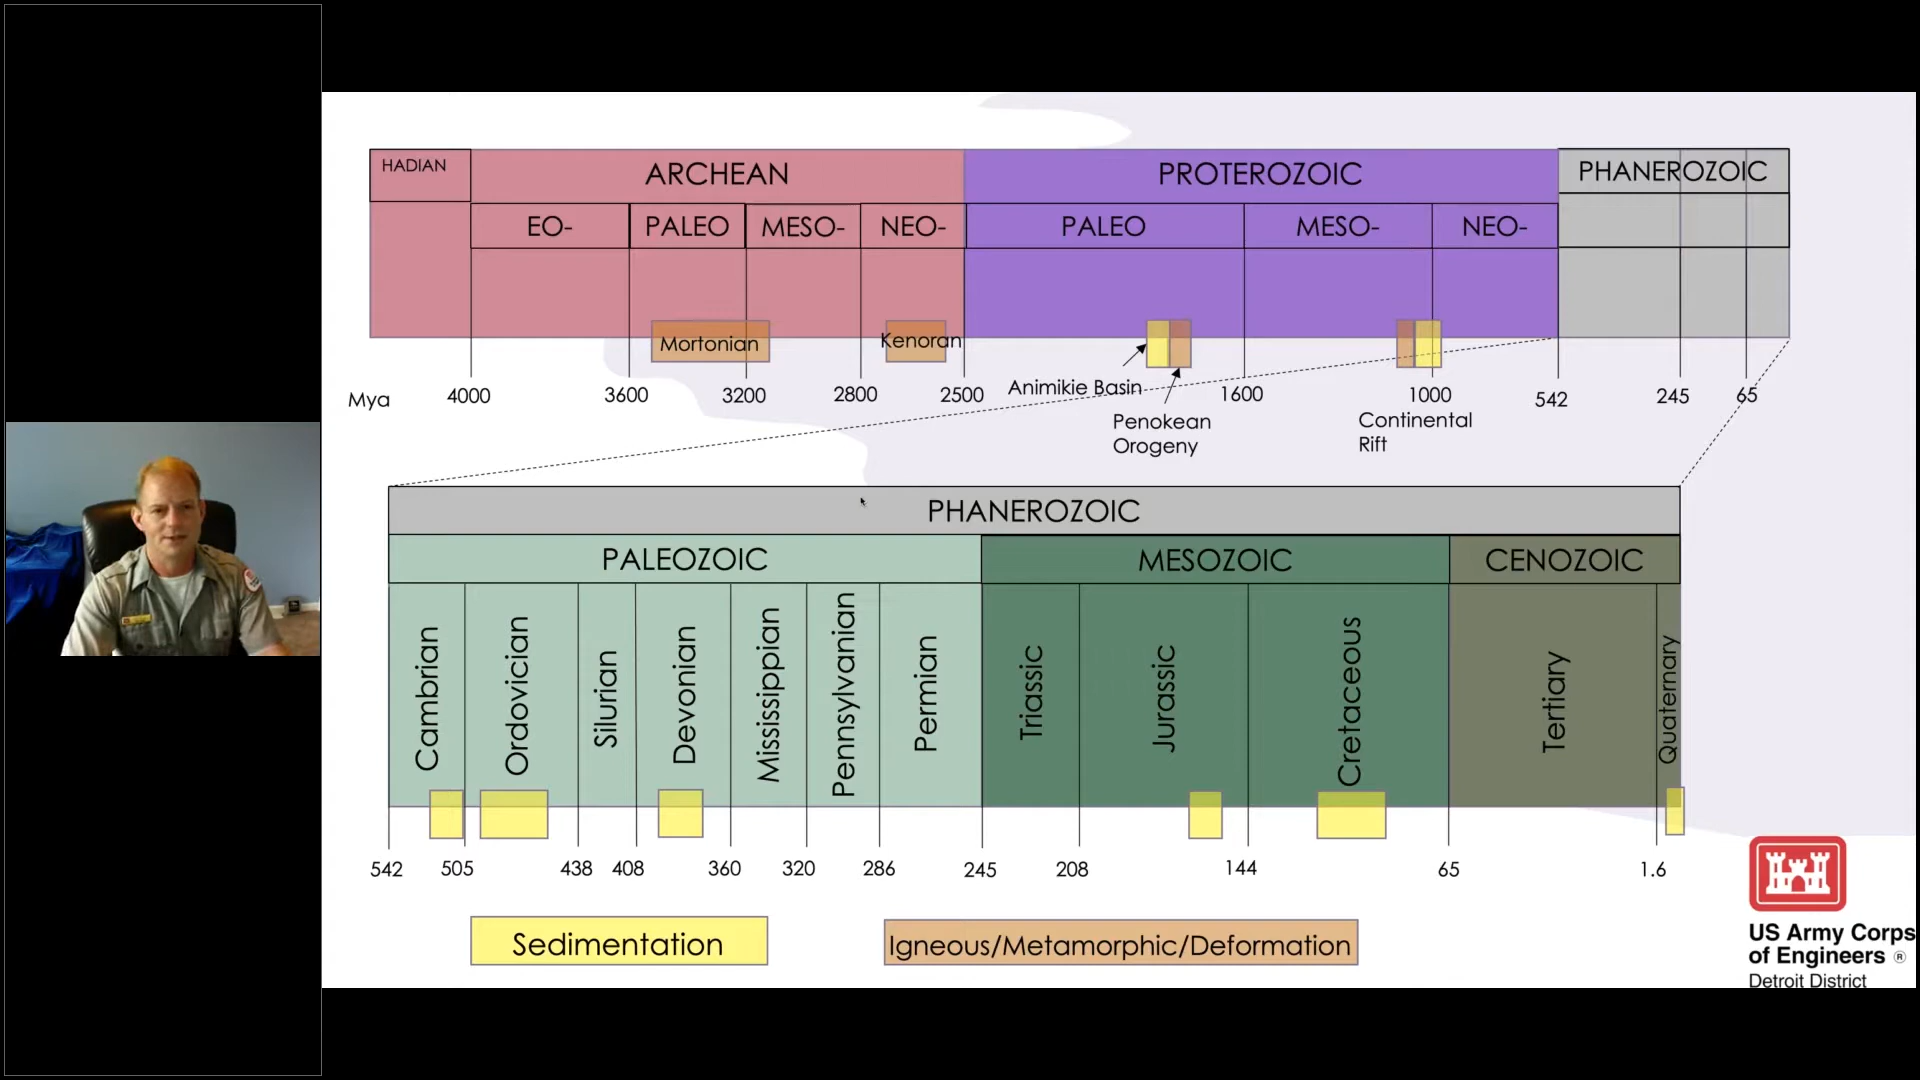 HADIAN
ARCHEAN
PROTEROZOIC
PHANEROZOIC
EO-
PALEO
MESO-
NEO-
PALEO
MESO-
NEO-
Mortonian
Kenoran
Animikie Basin
Penokean
Orogeny
Continental
Rift
Mya
4000
3600
3200
2800
2500
1600
1000
542
245
65
PHANEROZOIC
PALEOZOIC
MESOZOIC
CENOZOIC
Cambrian
Ordovician
Silurian
Devonian
Mississippian
Pennsylvanian
Permian
Triassic
Jurassic
Cretaceous
Tertiary
Quaternary
542
505
438
408
360
320
286
245
208
144
65
1.6
Sedimentation
Igneous/Metamorphic/Deformation
US Army Corps
of Engineers ®
Detroit District